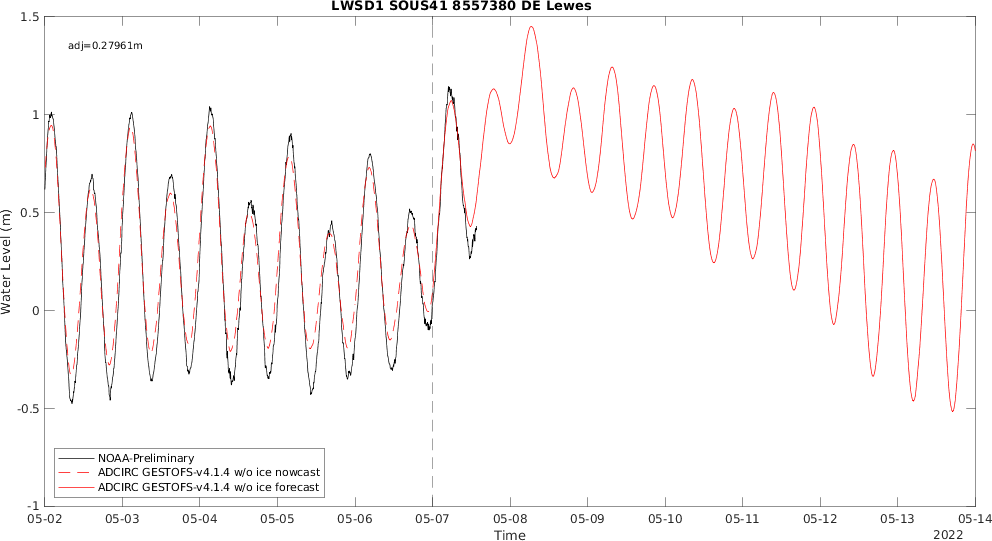 LWSD1 SOUS41 8557380 DE Lewes
adj=0.27961m
1.5
1
0.5
0
-0.5
-1
Water Level (m)
NOAA-Preliminary
ADCIRC GESTOFS-v4.1.4 w/o ice nowcast
ADCIRC GESTOFS-v4.1.4 w/o ice forecast
05-02 05-03 05-04 05-05 05-06 05-07 05-08 05-09 05-10 05-11 05-12 05-13 05-14
Time
2022